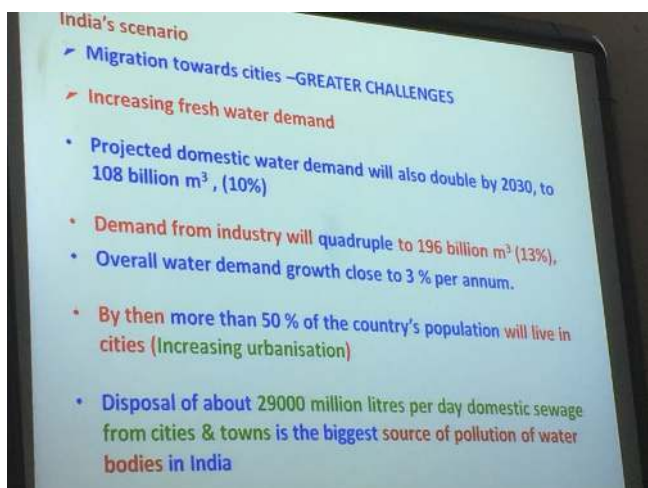 India's scenario
➢ Migration towards cities –GREATER CHALLENGES
➢ Increasing fresh water demand
• Projected domestic water demand will also double by 2030, to
108 billion m³ , (10%)
• Demand from industry will quadruple to 196 billion m³ (13%),
• Overall water demand growth close to 3 % per annum.
• By then more than 50 % of the country's population will live in
cities (Increasing urbanisation)
• Disposal of about 29000 million litres per day domestic sewage
from cities & towns is the biggest source of pollution of water
bodies in India